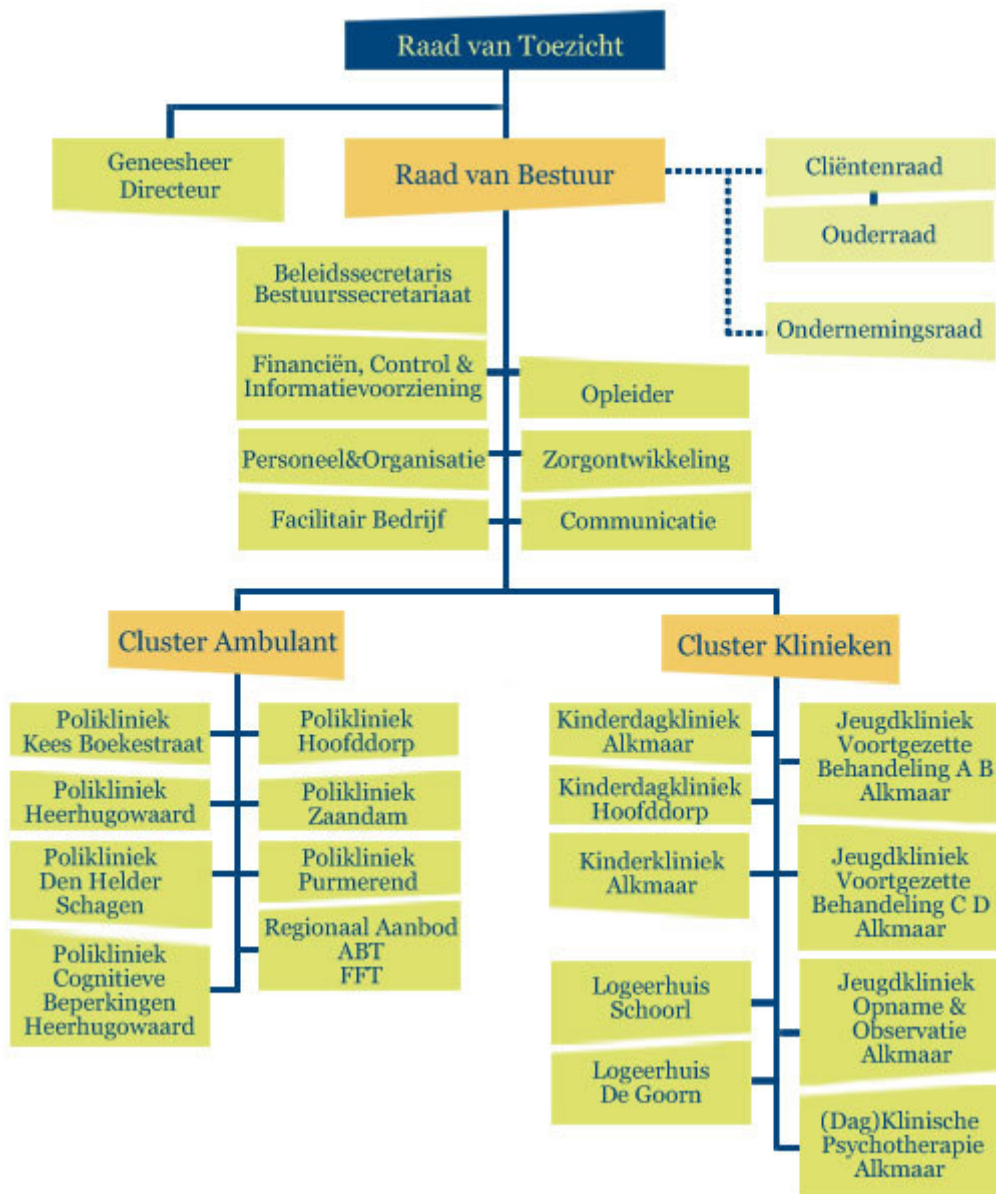 Raad van Toezicht
Geneesheer
Directeur
Raad van Bestuur
Cliëntenraad
Ouderraad
Ondernemingsraad
Beleidssecretaris
Bestuurssecretariaat
Financiën, Control &
Informatievoorziening
Opleider
Personeel&Organisatie
Zorgontwikkeling
Facilitair Bedrijf
Communicatie
Cluster Ambulant
Polikliniek
Kees Boekestraat
Polikliniek
Hoofddorp
Polikliniek
Heerhugowaard
Polikliniek
Zaandam
Polikliniek
Den Helder
Schagen
Polikliniek
Purmerend
Polikliniek
Cognitieve
Beperkingen
Heerhugowaard
Regionaal Aanbod
ABT
FFT
Cluster Klinieken
Kinderdagkliniek
Alkmaar
Jeugdkliniek
Voortgezette
Behandeling A B
Alkmaar
Kinderdagkliniek
Hoofddorp
Kinderkliniek
Alkmaar
Jeugdkliniek
Voortgezette
Behandeling C D
Alkmaar
Logeerhuis
Schoorl
Jeugdkliniek
Opname &
Observatie
Alkmaar
Logeerhuis
De Goorn
(Dag)Klinische
Psychotherapie
Alkmaar